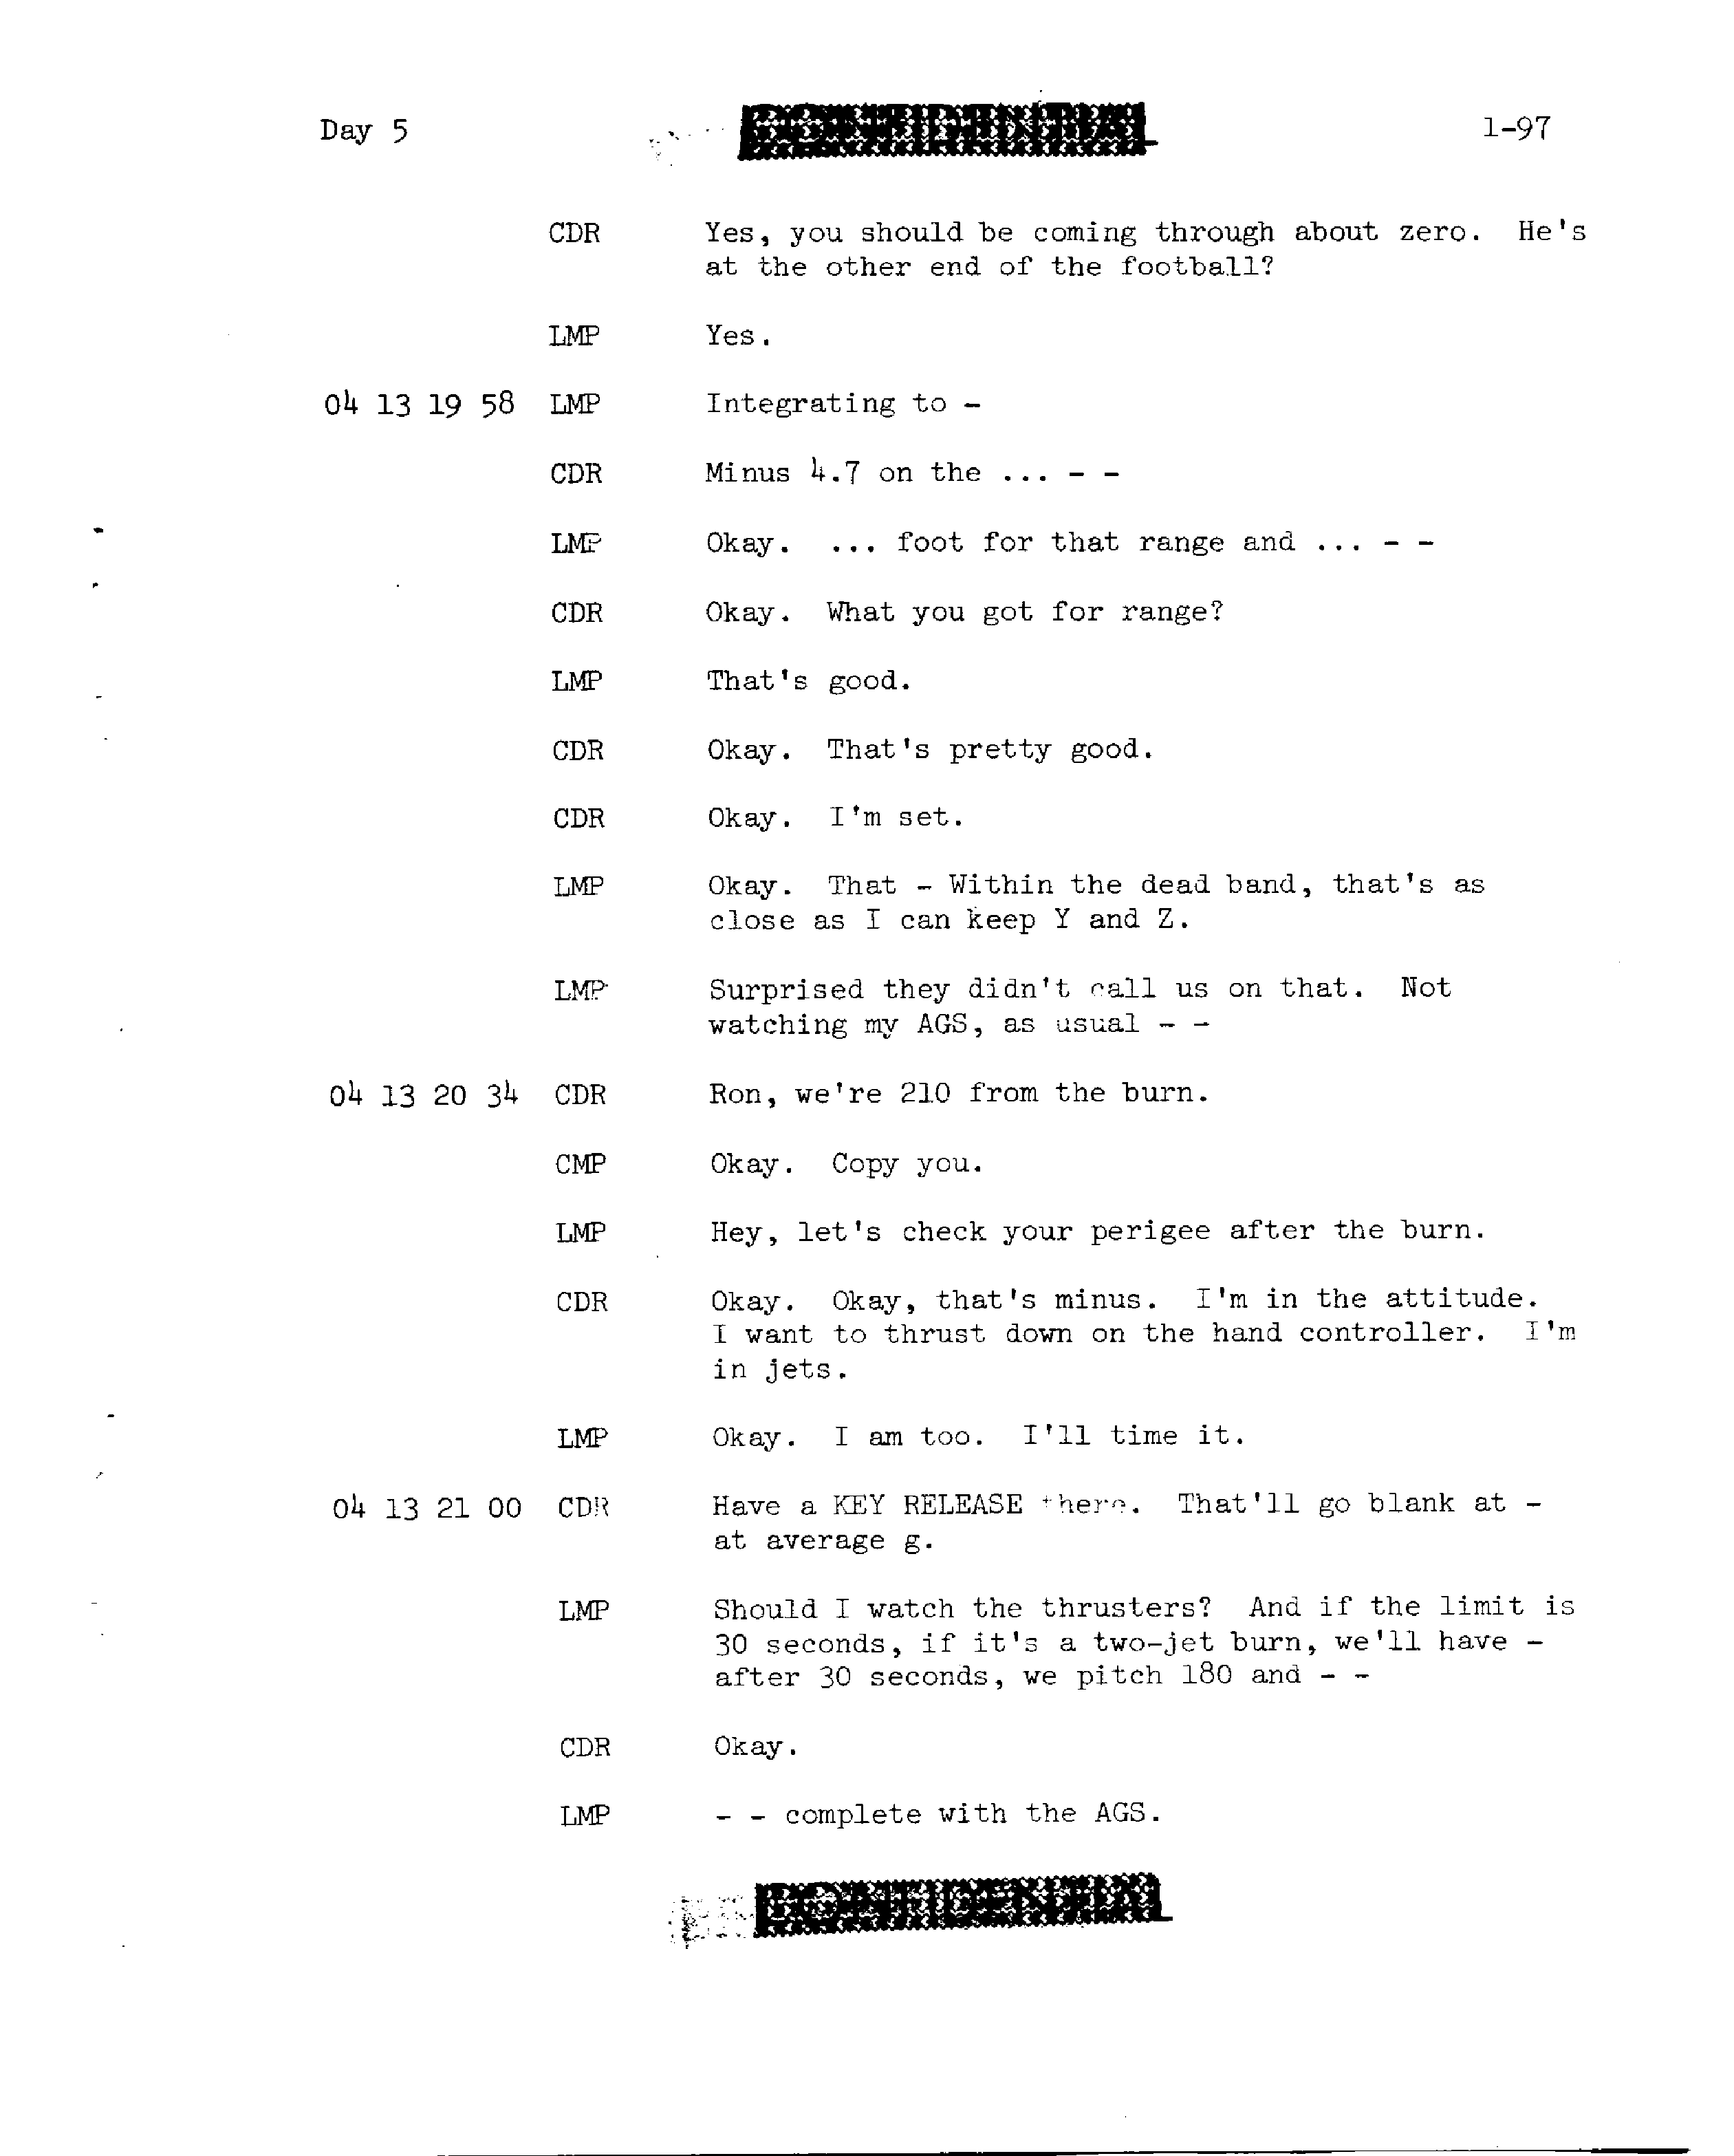 Day 5 CONFIDENTIAL 1-97
CDR Yes, you should be coming through about zero. He's
at the other end of the football?
LMP Yes.
04 13 19 58 LMP Integrating to -
CDR Minus 4.7 on the ... - -
LMP Okay. ... foot for that range and ... - -
CDR Okay. What you got for range?
LMP That's good.
CDR Okay. That's pretty good.
CDR Okay. I'm set.
LMP Okay. That - Within the dead band, that's as
close as I can keep Y and Z.
LMP Surprised they didn't call us on that. Not
watching my AGS, as usual - -
04 13 20 34 CDR Ron, we're 210 from the burn.
CMP Okay. Copy you.
LMP Hey, let's check your perigee after the burn.
CDR Okay. Okay, that's minus. I'm in the attitude.
I want to thrust down on the hand controller. I'm
in jets.
LMP Okay. I am too. I'll time it.
04 13 21 00 CDR Have a KEY RELEASE there. That'll go blank at -
at average g.
LMP Should I watch the thrusters? And if the limit is
30 seconds, if it's a two-jet burn, we'll have -
after 30 seconds, we pitch 180 and - -
CDR Okay.
LMP - - complete with the AGS.
CONFIDENTIAL